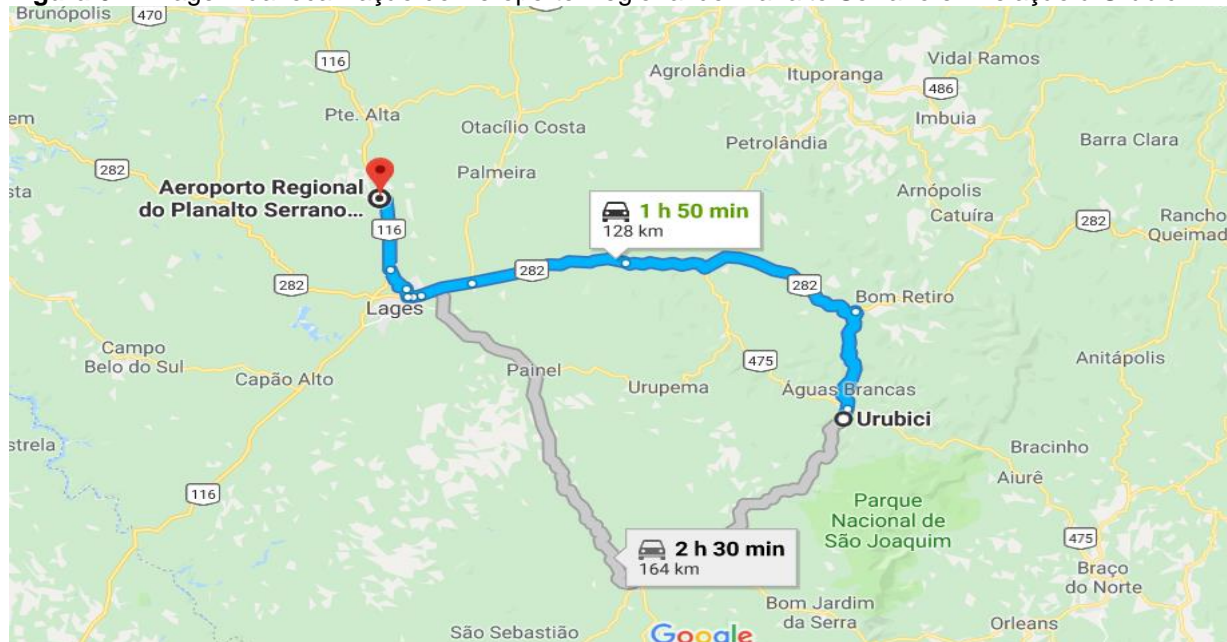 Brunópolis
470
116
Agrolândia
Ituporanga
Vidal Ramos
486
Imbuia
Pte. Alta
Otacílio Costa
Petrolândia
Barra Clara
282
Palmeira
Aeroporto Regional
do Planalto Serrano...
Arnópolis
Catuíra
282
Rancho
Queimad
1 h 50 min
128 km
116
282
282
282
Bom Retiro
Lages
Campo
Belo do Sul
Capão Alto
Painel
Urupema
475
Águas Brancas
Anitápolis
Urubici
strela
Bracinho
Aiurê
116
Parque
Nacional de
São Joaquim
2 h 30 min
164 km
475
Braço
do Norte
Bom Jardim
da Serra
Orleans
São Sebastião
Google